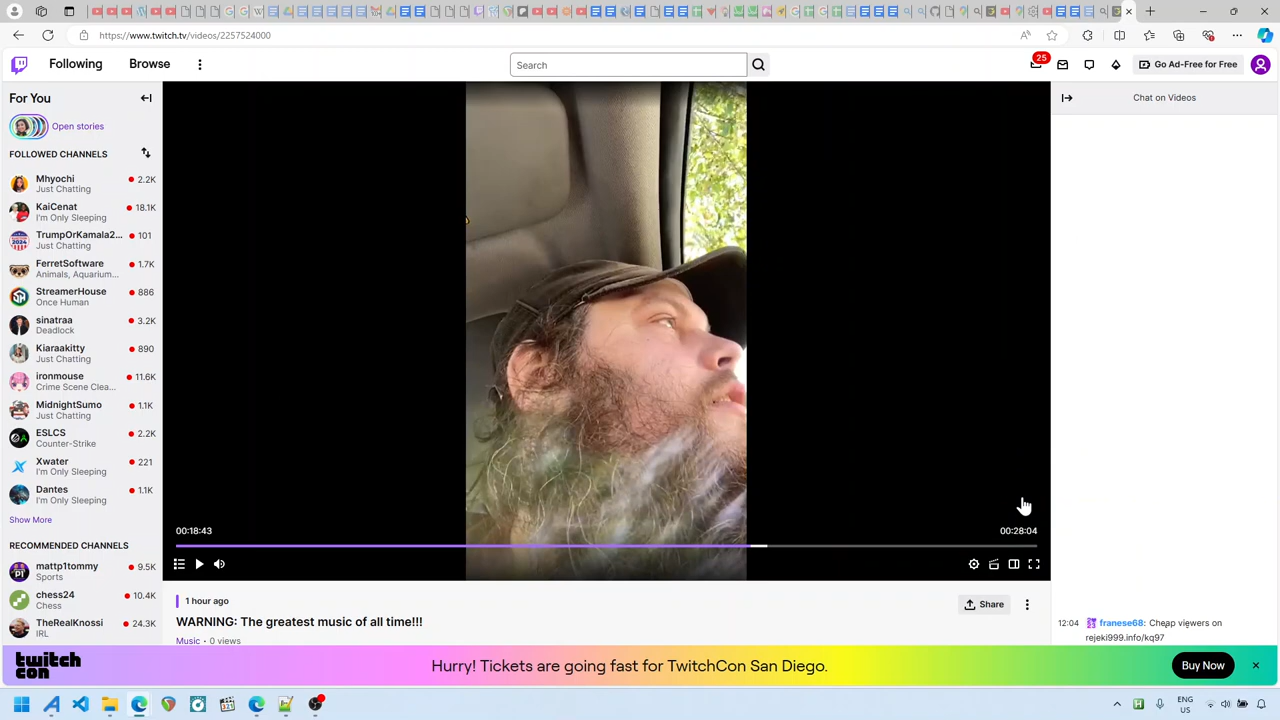 https://www.twitch.tv/videos/2257524000
Following
Browse
Search
25
Go Ad-Free for Free
For You
Open stories
FOLLOWED CHANNELS
Mhyochi
2.2K
Just Chatting
KaiCenat
18.1K
I'm Only Sleeping
TrumpOrKamala2...
101
Just Chatting
FerretSoftware
1.7K
Animals, Aquarium...
StreamerHouse
886
Once Human
sinatraa
3.2K
Deadlock
Kiaraakitty
890
Just Chatting
ironmouse
11.6K
Crime Scene Clea...
MidnightSumo
1.1K
Just Chatting
ESLCS
2.2K
Counter-Strike
Xwater
221
I'm Only Sleeping
Dantes
1.1K
I'm Only Sleeping
Show More
RECOMMENDED CHANNELS
mattp1tommy
9.5K
Sports
chess24
10.4K
Chess
TheRealKnossi
24.3K
IRL
00:18:43
00:28:04
1 hour ago
Share
WARNING: The greatest music of all time!!!
Music • 0 views
Chat on Videos
12:04 franese68: Cheap viewers on
rejeki999.info/kq97
twitch
con
Hurry! Tickets are going fast for TwitchCon San Diego.
Buy Now
321
ENG
US